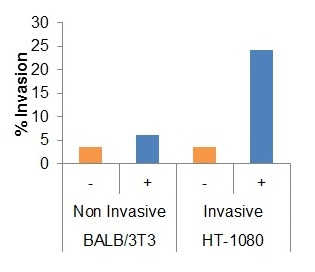 % Invasion
30
25
20
15
10
5
0
- + - +
Non Invasive Invasive
BALB/3T3 HT-1080